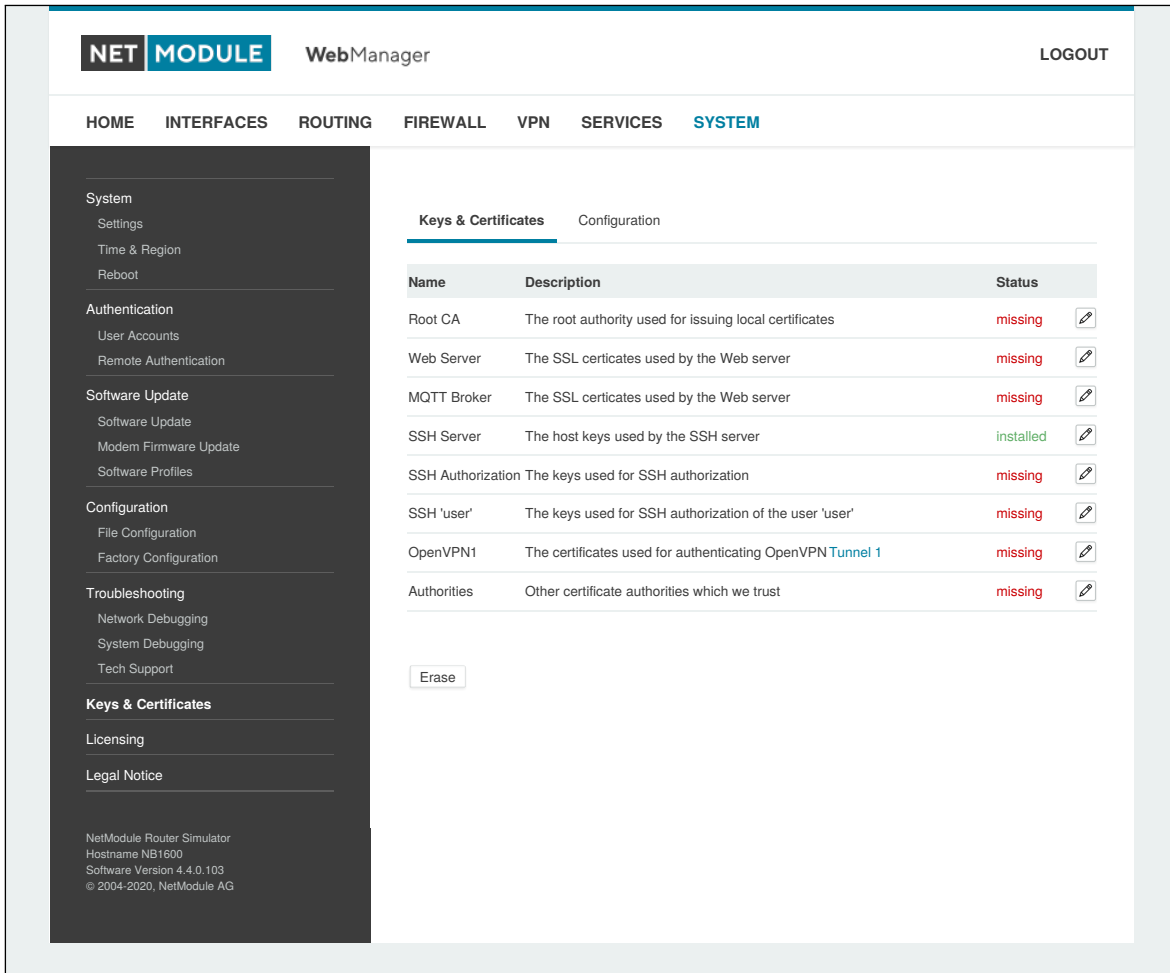 NET MODULE WebManager LOGOUT
HOME INTERFACES ROUTING FIREWALL VPN SERVICES SYSTEM
System
Settings
Time & Region
Reboot
Authentication
User Accounts
Remote Authentication
Software Update
Software Update
Modem Firmware Update
Software Profiles
Configuration
File Configuration
Factory Configuration
Troubleshooting
Network Debugging
System Debugging
Tech Support
Keys & Certificates
Licensing
Legal Notice
NetModule Router Simulator
Hostname NB1600
Software Version 4.4.0.103
© 2004-2020, NetModule AG
Keys & Certificates Configuration
Name Description Status
Root CA The root authority used for issuing local certificates missing
Web Server The SSL certicates used by the Web server missing
MQTT Broker The SSL certicates used by the Web server missing
SSH Server The host keys used by the SSH server installed
SSH Authorization The keys used for SSH authorization missing
SSH 'user' The keys used for SSH authorization of the user 'user' missing
OpenVPN1 The certificates used for authenticating OpenVPN Tunnel 1 missing
Authorities Other certificate authorities which we trust missing
Erase